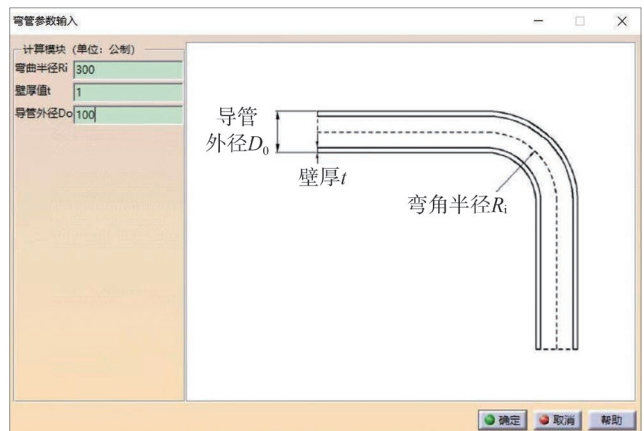 弯管参数输入
计算模块（单位：公制）
弯曲半径Ri 300
壁厚值t 1
导管外径Do 100
导管
外径D₀
壁厚t
弯角半径Rᵢ
确定 取消 帮助